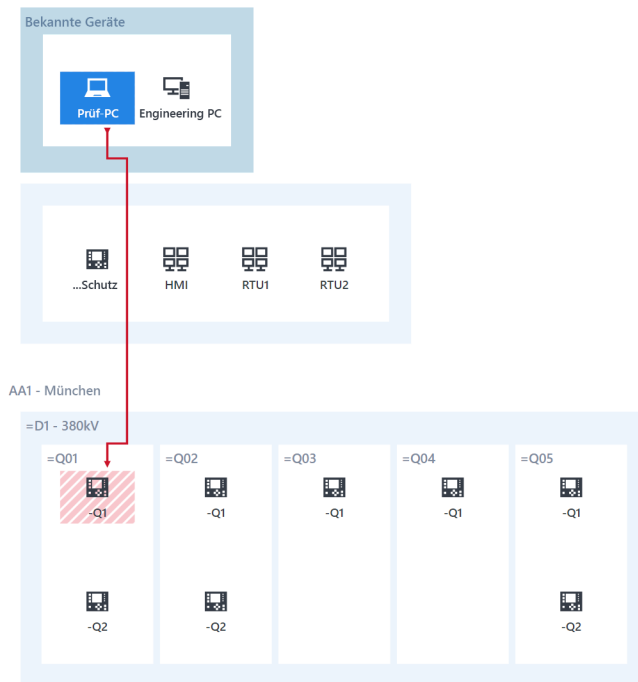 Bekannte Geräte
Prüf-PC Engineering PC
...Schutz HMI RTU1 RTU2
AA1 - München
=D1 - 380kV
=Q01 =Q02 =Q03 =Q04 =Q05
-Q1 -Q1 -Q1 -Q1 -Q1
-Q2 -Q2 -Q2